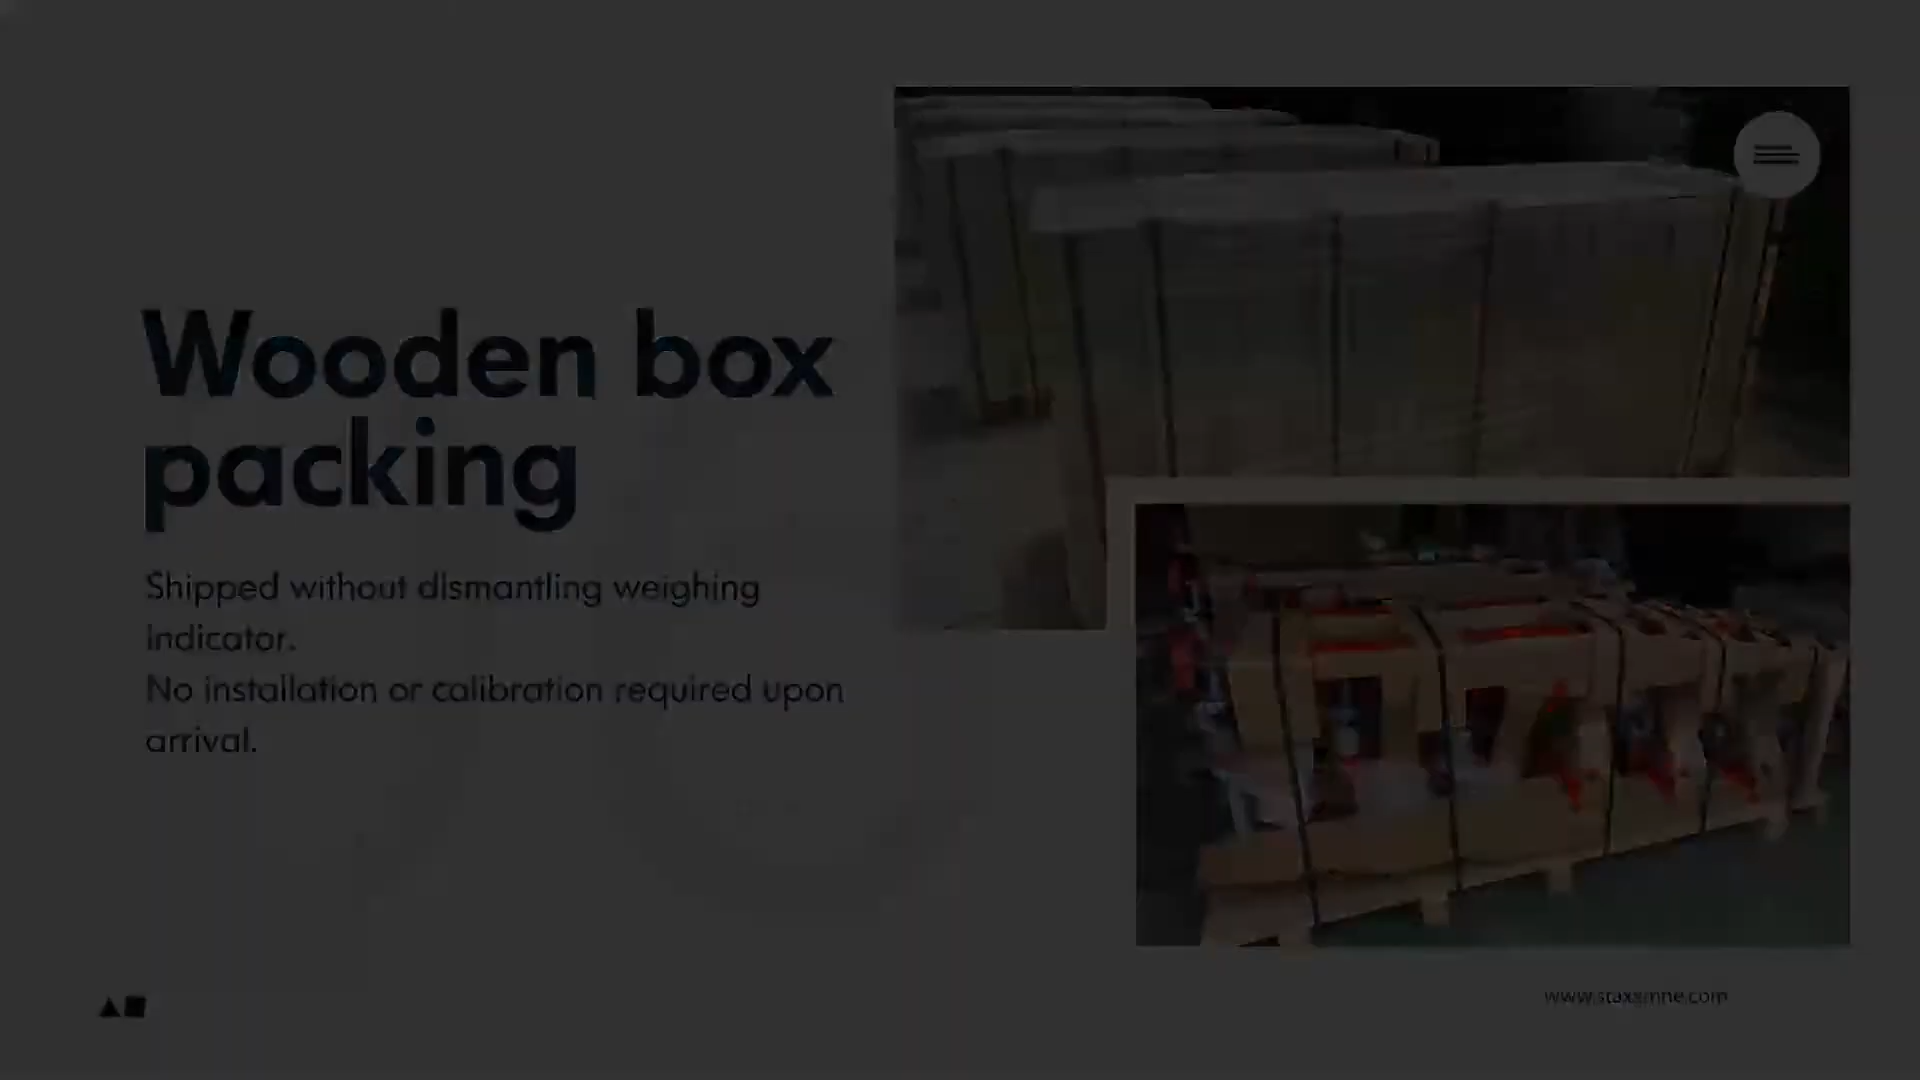 Wooden box
packing
Shipped without dismantling weighing
indicator.
No installation or calibration required upon
arrival.